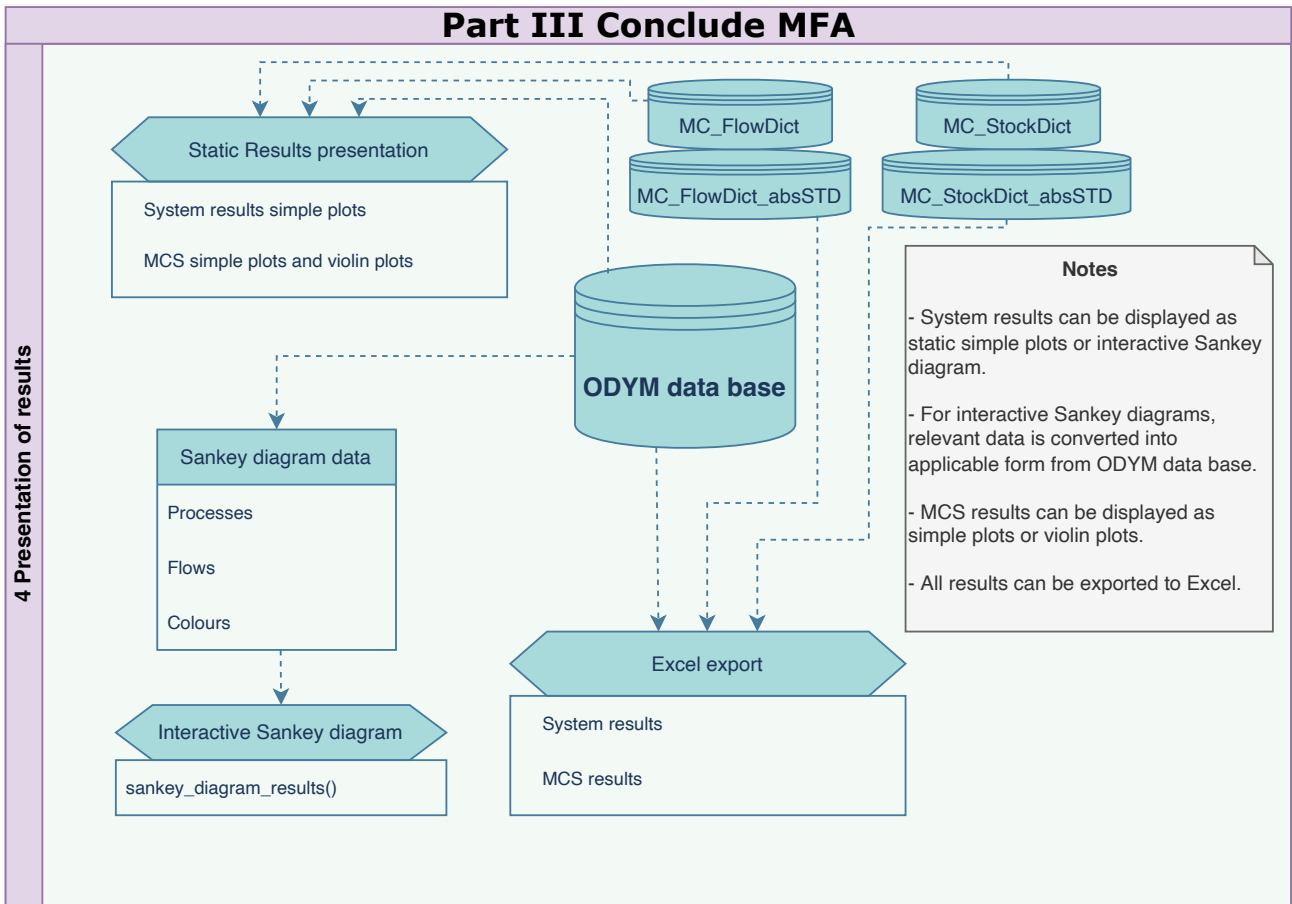 Part III Conclude MFA
4 Presentation of results
MC_FlowDict
MC_StockDict
Static Results presentation
MC_FlowDict_absSTD
MC_StockDict_absSTD
System results simple plots
MCS simple plots and violin plots
Notes
- System results can be displayed as
static simple plots or interactive Sankey
diagram.
- For interactive Sankey diagrams,
relevant data is converted into
applicable form from ODYM data base.
- MCS results can be displayed as
simple plots or violin plots.
- All results can be exported to Excel.
ODYM data base
Sankey diagram data
Processes
Flows
Colours
Interactive Sankey diagram
sankey_diagram_results()
Excel export
System results
MCS results